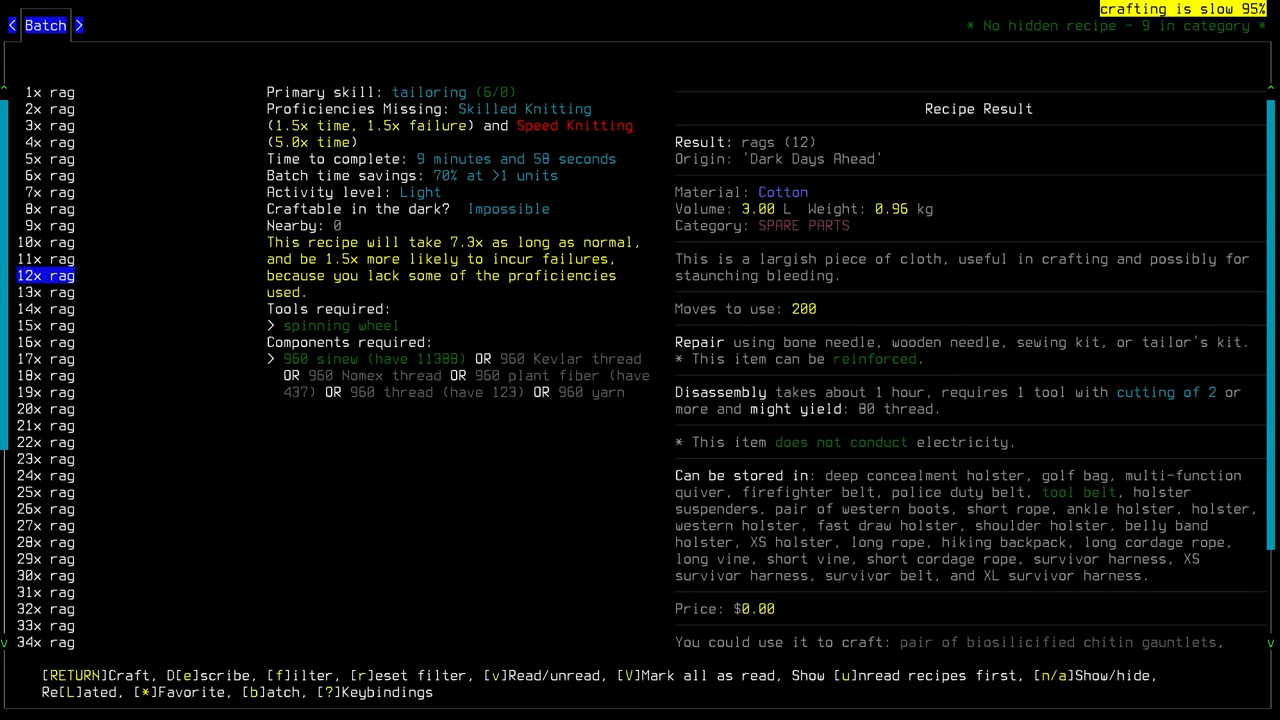 crafting is slow 95%
< Batch >
* No hidden recipe - 9 in category *
1x rag
2x rag
3x rag
4x rag
5x rag
6x rag
7x rag
8x rag
9x rag
10x rag
11x rag
12x rag
13x rag
14x rag
15x rag
16x rag
17x rag
18x rag
19x rag
20x rag
21x rag
22x rag
23x rag
24x rag
25x rag
26x rag
27x rag
28x rag
29x rag
30x rag
31x rag
32x rag
33x rag
34x rag
Primary skill: tailoring (6/0)
Proficiencies Missing: Skilled Knitting
(1.5x time, 1.5x failure) and Speed Knitting
(5.0x time)
Time to complete: 9 minutes and 58 seconds
Batch time savings: 70% at >1 units
Activity level: Light
Craftable in the dark?  Impossible
Nearby: 0
This recipe will take 7.3x as long as normal,
and be 1.5x more likely to incur failures,
because you lack some of the proficiencies
used.
Tools required:
> spinning wheel
Components required:
> 960 sinew (have 11388) OR 960 Kevlar thread
OR 960 Nomex thread OR 960 plant fiber (have
437) OR 960 thread (have 123) OR 960 yarn
Recipe Result
Result: rags (12)
Origin: 'Dark Days Ahead'
Material: Cotton
Volume: 3.00 L  Weight: 0.96 kg
Category: SPARE PARTS
This is a largish piece of cloth, useful in crafting and possibly for
staunching bleeding.
Moves to use: 200
Repair using bone needle, wooden needle, sewing kit, or tailor's kit.
* This item can be reinforced.
Disassembly takes about 1 hour, requires 1 tool with cutting of 2 or
more and might yield: 80 thread.
* This item does not conduct electricity.
Can be stored in: deep concealment holster, golf bag, multi-function
quiver, firefighter belt, police duty belt, tool belt, holster
suspenders, pair of western boots, short rope, ankle holster, holster,
western holster, fast draw holster, shoulder holster, belly band
holster, XS holster, long rope, hiking backpack, long cordage rope,
long vine, short vine, short cordage rope, survivor harness, XS
survivor harness, survivor belt, and XL survivor harness.
Price: $0.00
You could use it to craft: pair of biosilicified chitin gauntlets,
[RETURN]Craft, D[e]scribe, [f]ilter, [r]eset filter, [v]Read/unread, [V]Mark all as read, Show [u]nread recipes first, [n/a]Show/hide,
Re[L]ated, [*]Favorite, [b]atch, [?]Keybindings